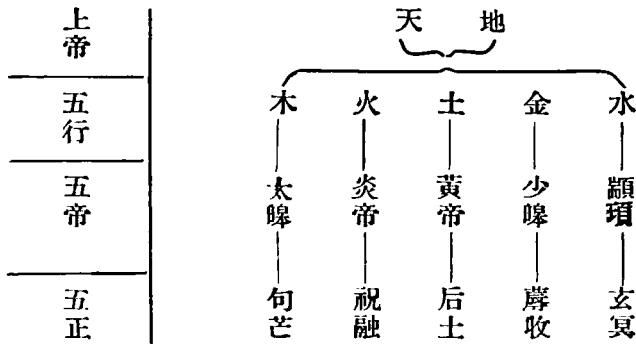 上帝 天 地
五行 木 火 土 金 水
五帝 太皞 炎帝 黃帝 少皞 顓頊
五正 句芒 祝融 后土 蓐收 玄冥